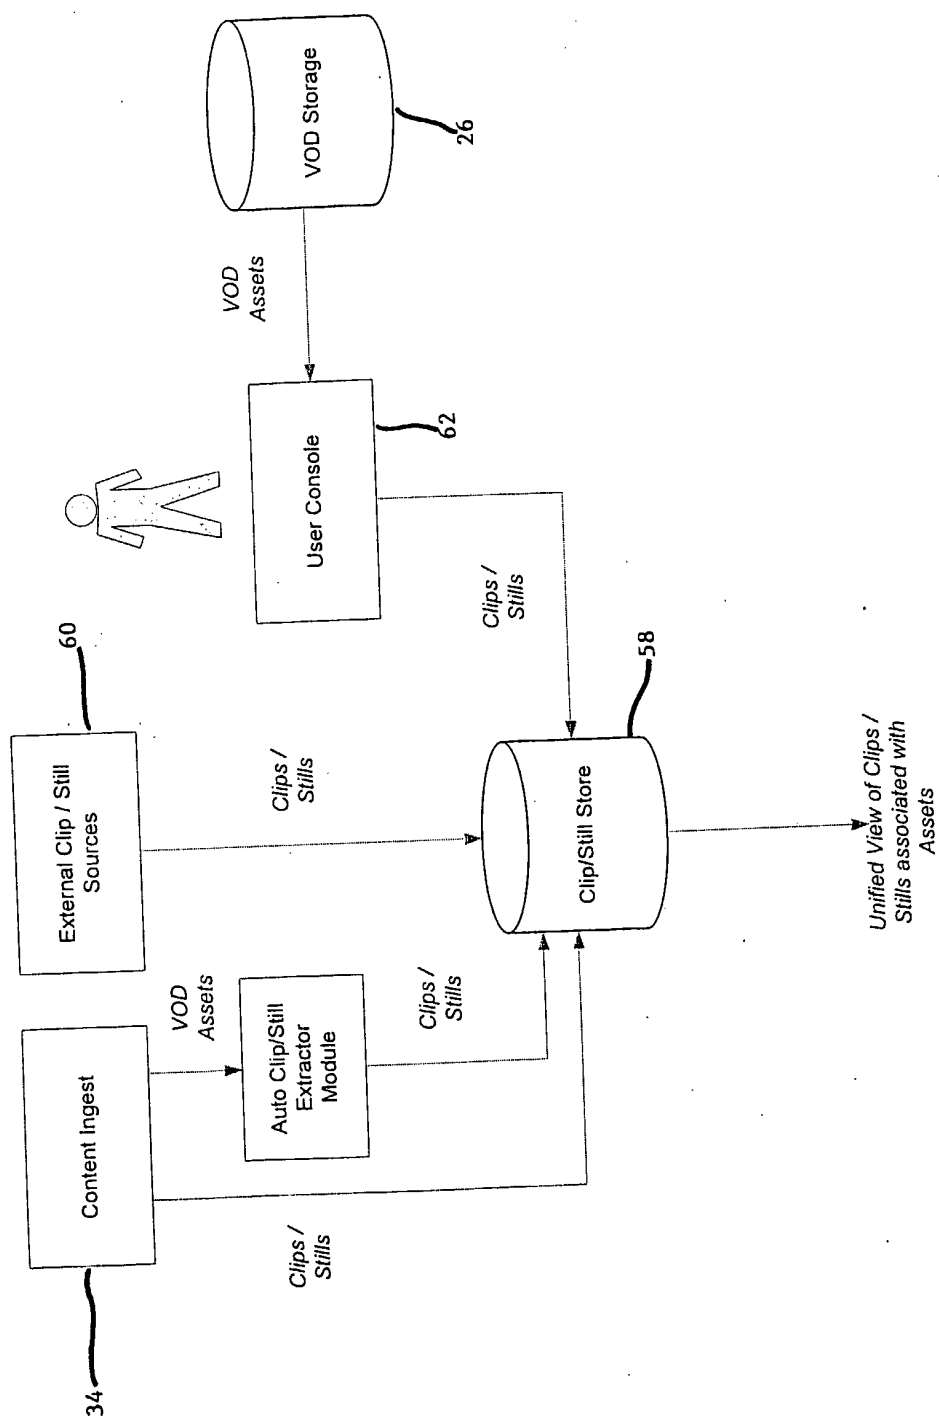 34
Content Ingest
Clips /
Stills
VOD
Assets
Auto Clip/Still
Extractor
Module
Clips /
Stills
60
External Clip / Still
Sources
Clips /
Stills
User Console
62
Clips /
Stills
VOD
Assets
VOD Storage
26
Clip/Still Store
58
Unified View of Clips /
Stills associated with
Assets